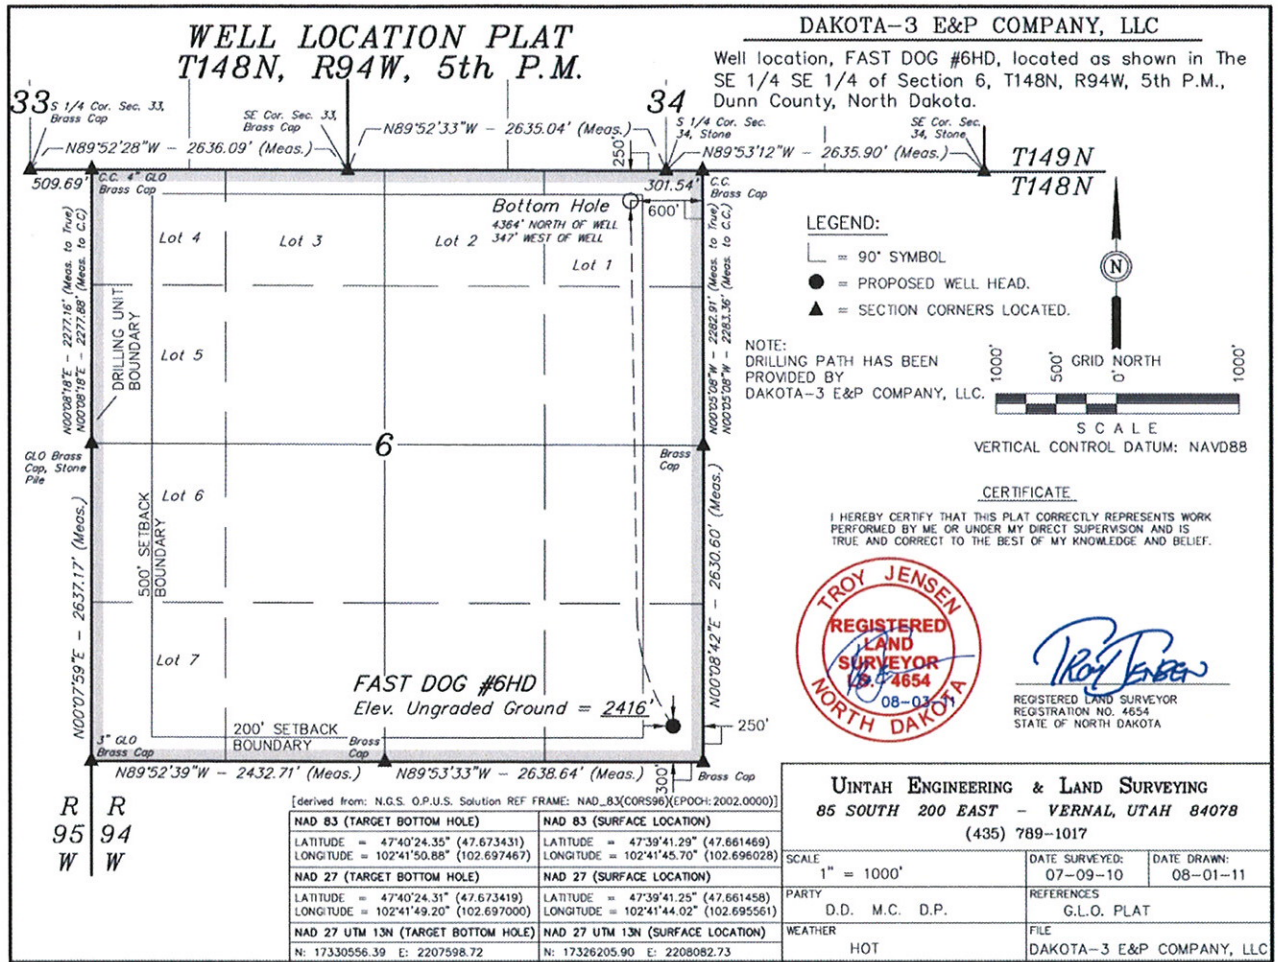 WELL LOCATION PLAT
T148N, R94W, 5th P.M.
DAKOTA-3 E&P COMPANY, LLC
Well location, FAST DOG #6HD, located as shown in The
SE 1/4 SE 1/4 of Section 6, T148N, R94W, 5th P.M.,
Dunn County, North Dakota.
33
S 1/4 Cor. Sec. 33,
Brass Cap
SE Cor. Sec. 33,
Brass Cap
34
S 1/4 Cor. Sec.
34, Stone
SE Cor. Sec.
34, Stone
N89°52'28"W - 2636.09' (Meas.)
N89°52'33"W - 2635.04' (Meas.)
N89°53'12"W - 2635.90' (Meas.)
250'
T149N
T148N
509.69'
C.C. 4" GLO
Brass Cap
301.54'
C.C.
Brass Cap
600'
Bottom Hole
4364' NORTH OF WELL
347' WEST OF WELL
Lot 4
Lot 3
Lot 2
Lot 1
N00°08'18"E - 2277.16' (Meas. to True)
N00°08'18"E - 2277.88' (Meas. to C.C.)
DRILLING UNIT
BOUNDARY
N00°05'08"W - 2282.91' (Meas. to True)
N00°05'08"W - 2283.36' (Meas. to C.C.)
Lot 5
LEGEND:
= 90° SYMBOL
= PROPOSED WELL HEAD.
= SECTION CORNERS LOCATED.
N
NOTE:
DRILLING PATH HAS BEEN
PROVIDED BY
DAKOTA-3 E&P COMPANY, LLC.
GRID NORTH
1000'
500'
0'
1000'
SCALE
VERTICAL CONTROL DATUM: NAVD88
6
GLO Brass
Cap, Stone
Pile
Brass
Cap
Lot 6
500' SETBACK
BOUNDARY
N00°07'59"E - 2637.17' (Meas.)
N00°08'42"E - 2630.60' (Meas.)
Lot 7
CERTIFICATE
I HEREBY CERTIFY THAT THIS PLAT CORRECTLY REPRESENTS WORK
PERFORMED BY ME OR UNDER MY DIRECT SUPERVISION AND IS
TRUE AND CORRECT TO THE BEST OF MY KNOWLEDGE AND BELIEF.
TROY JENSEN
REGISTERED
LAND
SURVEYOR
LS. 4654
NORTH DAKOTA
Troy Jensen
REGISTERED LAND SURVEYOR
REGISTRATION NO. 4654
STATE OF NORTH DAKOTA
FAST DOG #6HD
Elev. Ungraded Ground = 2416'
250'
200' SETBACK
BOUNDARY
3" GLO
Brass Cap
Brass
Cap
Brass Cap
300'
N89°52'39"W - 2432.71' (Meas.)
N89°53'33"W - 2638.64' (Meas.)
R R
95 94
W W
[derived from: N.G.S. O.P.U.S. Solution REF FRAME: NAD_83(CORS96)(EPOCH:2002.0000)]
NAD 83 (TARGET BOTTOM HOLE)
LATITUDE = 47°40'24.35" (47.673431)
LONGITUDE = 102°41'50.88" (102.697467)
NAD 83 (SURFACE LOCATION)
LATITUDE = 47°39'41.29" (47.661469)
LONGITUDE = 102°41'45.70" (102.696028)
NAD 27 (TARGET BOTTOM HOLE)
LATITUDE = 47°40'24.31" (47.673419)
LONGITUDE = 102°41'49.20" (102.697000)
NAD 27 (SURFACE LOCATION)
LATITUDE = 47°39'41.25" (47.661458)
LONGITUDE = 102°41'44.02" (102.695561)
NAD 27 UTM 13N (TARGET BOTTOM HOLE)
N: 17330556.39 E: 2207598.72
NAD 27 UTM 13N (SURFACE LOCATION)
N: 17326205.90 E: 2208082.73
UINTAH ENGINEERING & LAND SURVEYING
85 SOUTH 200 EAST - VERNAL, UTAH 84078
(435) 789-1017
SCALE
1" = 1000'
DATE SURVEYED:
07-09-10
DATE DRAWN:
08-01-11
PARTY
D.D. M.C. D.P.
REFERENCES
G.L.O. PLAT
WEATHER
HOT
FILE
DAKOTA-3 E&P COMPANY, LLC